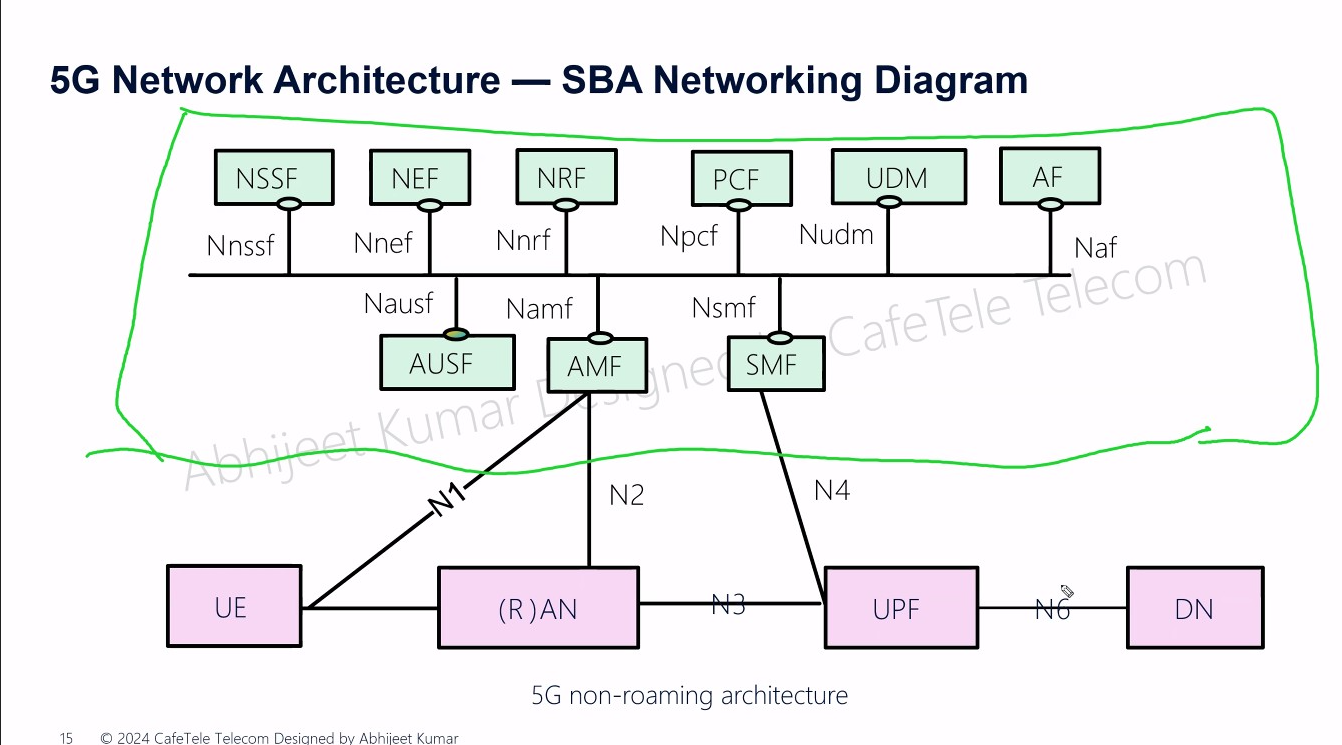 5G Network Architecture — SBA Networking Diagram
NSSF
NEF
NRF
PCF
UDM
AF
Nnssf
Nnef
Nnrf
Npcf
Nudm
Naf
Nausf
Namf
Nsmf
AUSF
AMF
SMF
Abhijeet Kumar Designed by CafeTele Telecom
N1
N2
N4
UE
(R)AN
N3
UPF
N6
DN
5G non-roaming architecture
15 © 2024 CafeTele Telecom Designed by Abhijeet Kumar